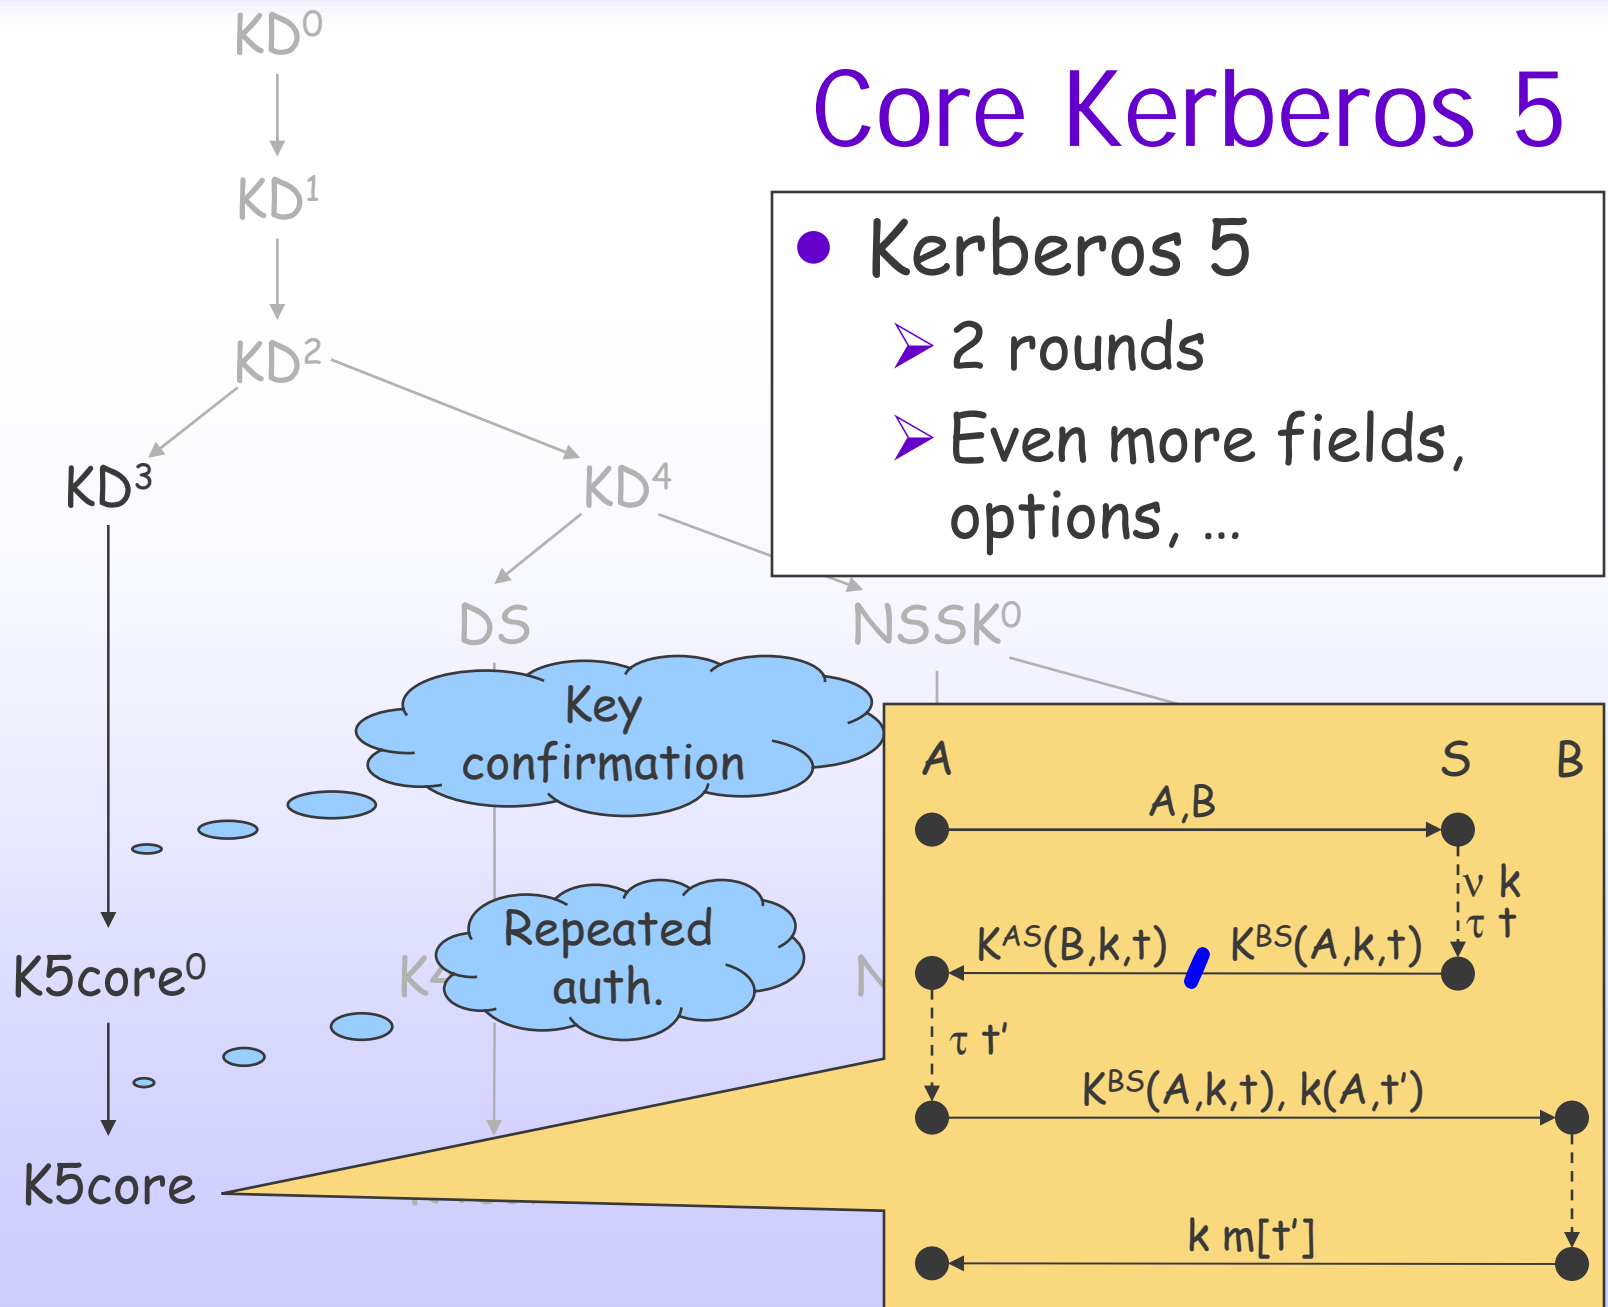 KD⁰
Core Kerberos 5
KD¹
• Kerberos 5
➢ 2 rounds
➢ Even more fields,
options, ...
KD²
KD³
KD⁴
DS
NSSK⁰
Key
confirmation
A S B
A,B
ν k
τ t
Kᴬˢ(B,k,t) Kᴮˢ(A,k,t)
Repeated
auth.
K5core⁰
τ t'
Kᴮˢ(A,k,t), k(A,t')
K5core
k m[t']